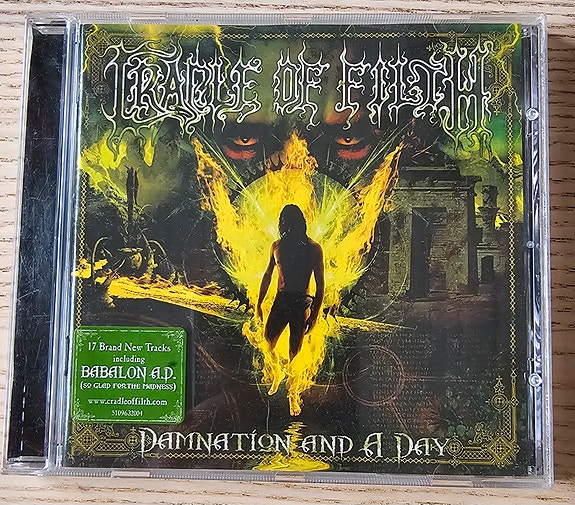 CRADLE OF FILTH
17 Brand New Tracks
including
BABALON A.D.
(SO GLAD FOR THE MADNESS)
www.cradleoffilth.com
5109632004
DAMNATION AND A DAY